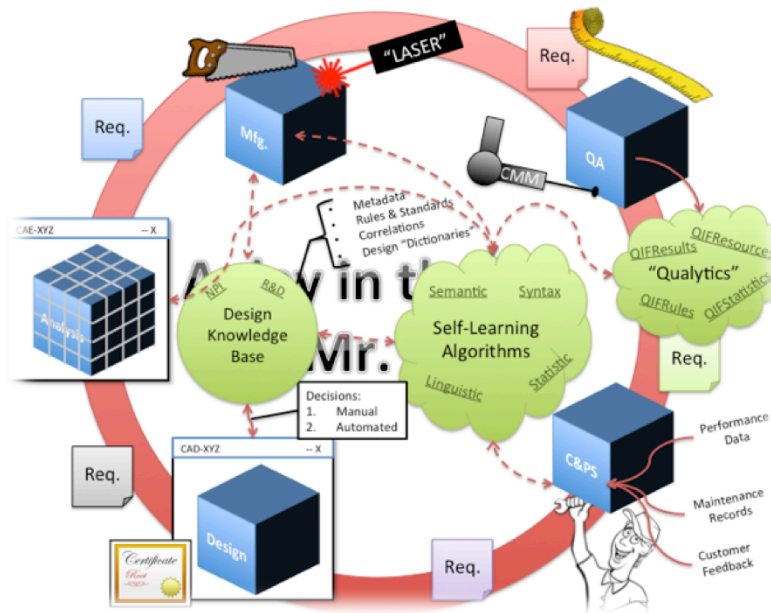 "LASER"
Req.
Req.
Mfg.
QA
CMM
Metadata
Rules & Standards
Correlations
Design "Dictionaries"
CAE-XYZ -- X
Analysis
QIFResults
QIFResources
"Qualytics"
QIFRules
QIFStatistics
NPI
R&D
Design
Knowledge
Base
in
Mr.
Semantic
Syntax
Self-Learning
Algorithms
Linguistic
Statistic
Req.
Decisions:
1. Manual
2. Automated
Req.
CAD-XYZ -- X
Design
C&PS
Performance
Data
Maintenance
Records
Customer
Feedback
Certificate
Req.